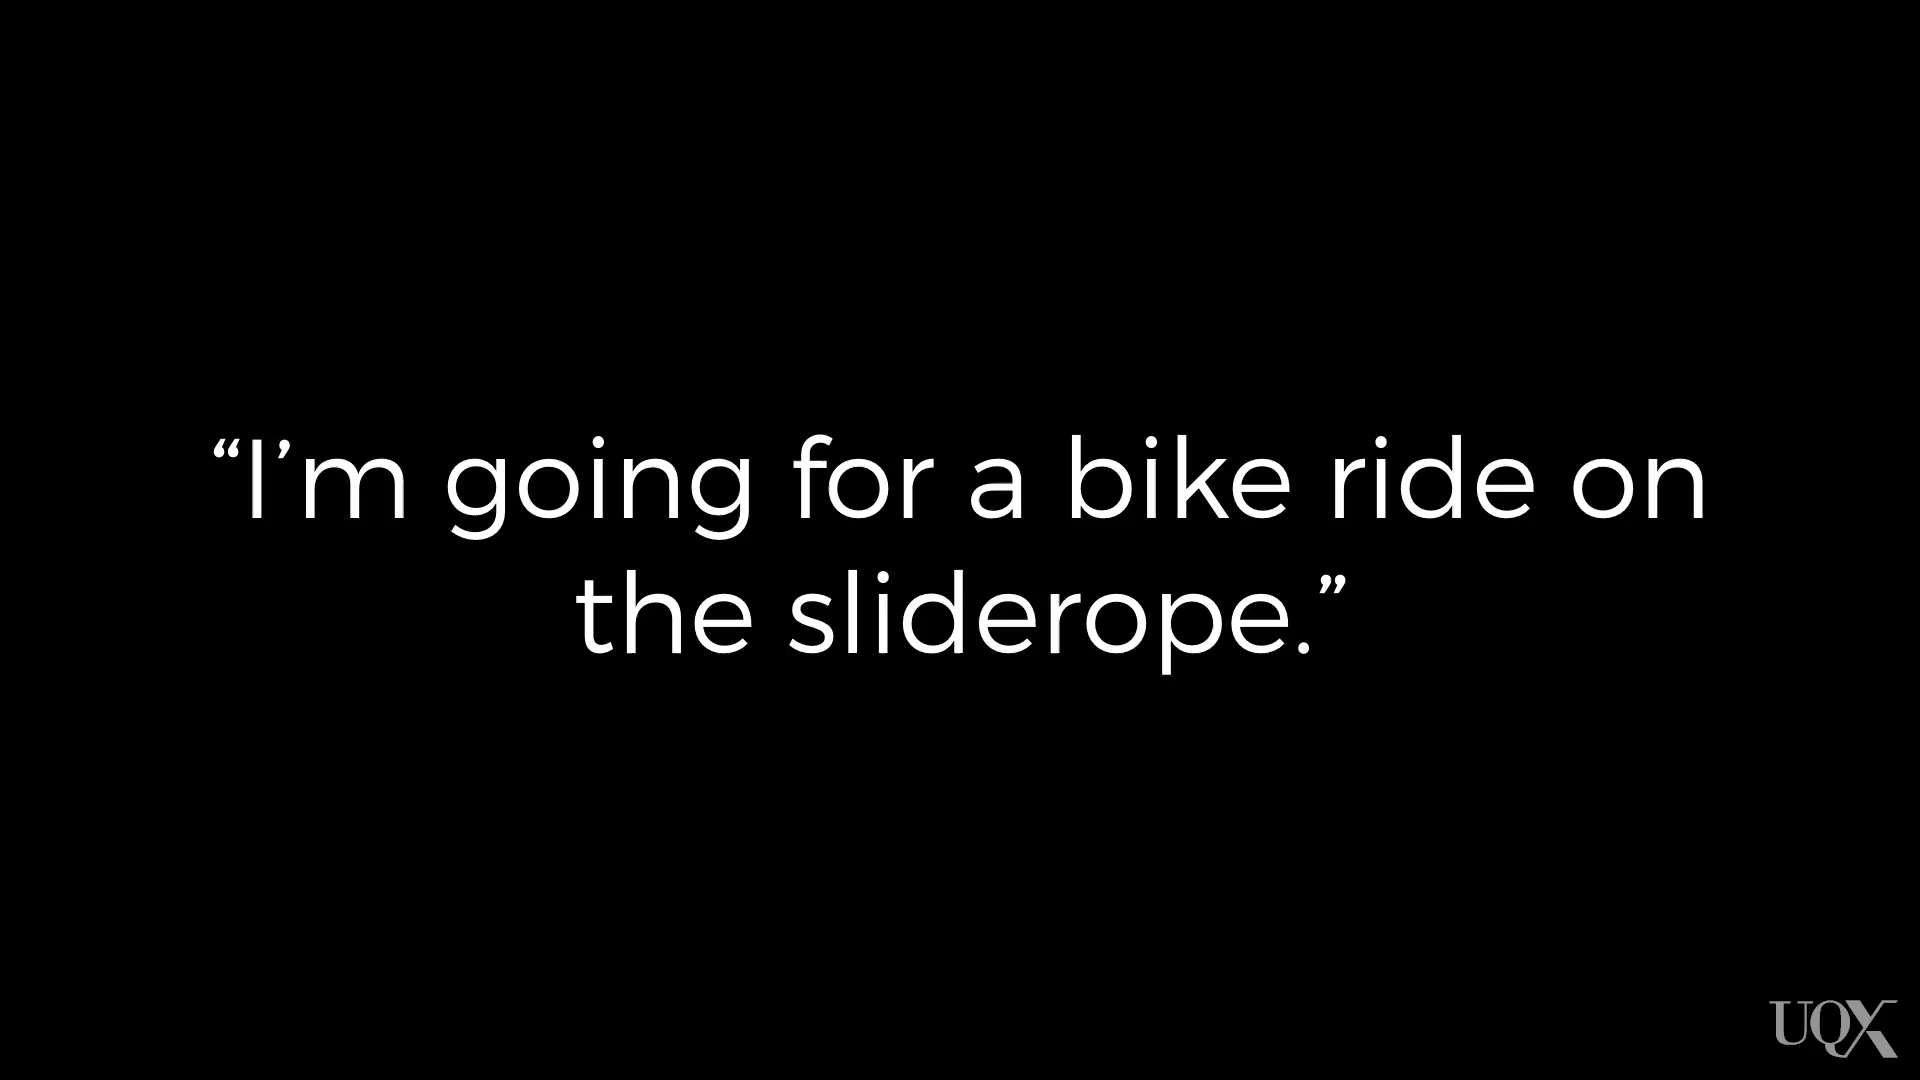 “I’m going for a bike ride on
the sliderope.”
UQX